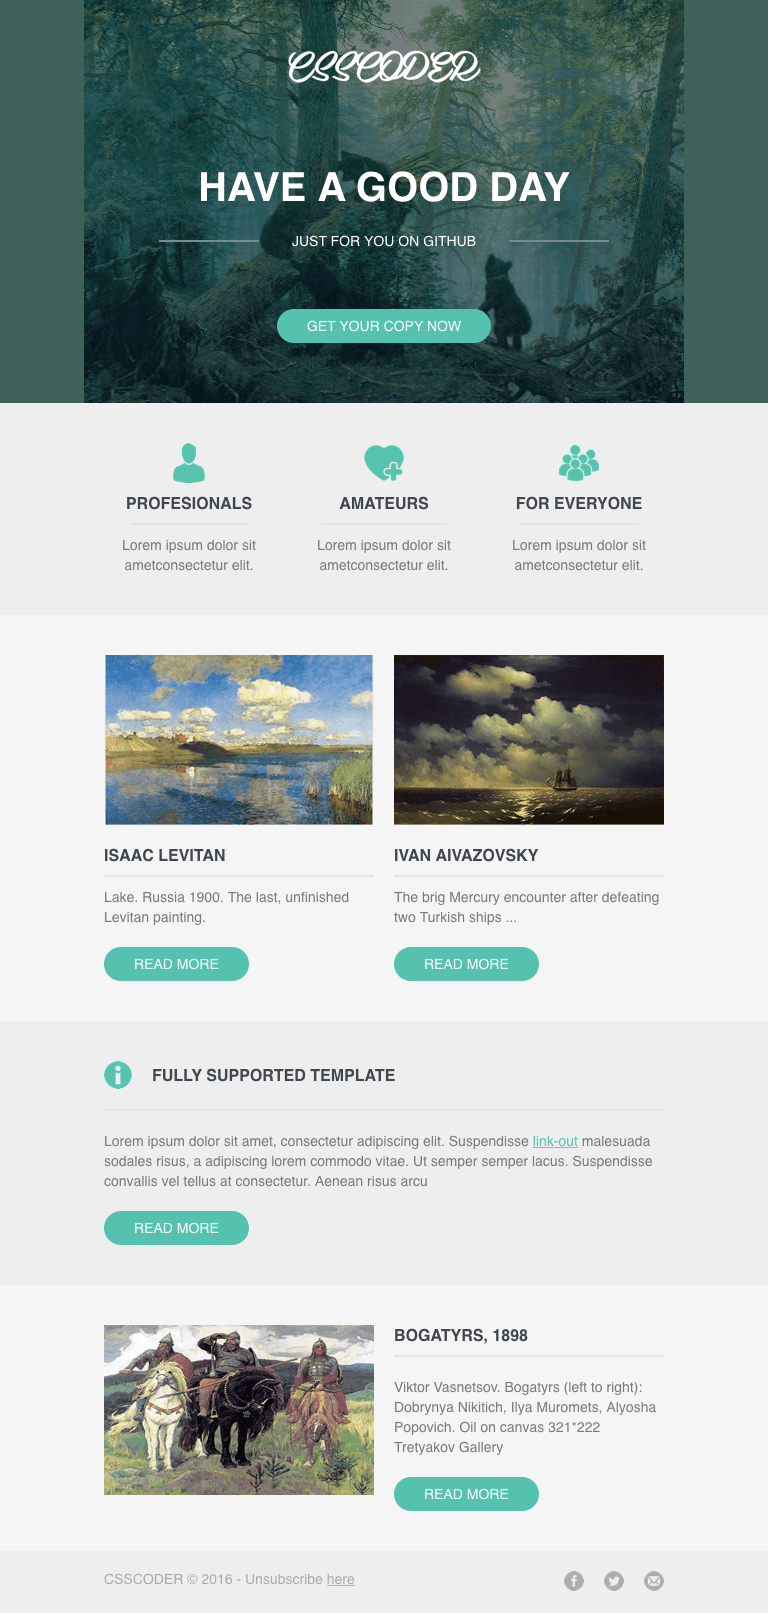 CSSCODER
HAVE A GOOD DAY
JUST FOR YOU ON GITHUB
GET YOUR COPY NOW
PROFESIONALS
Lorem ipsum dolor sit
ametconsectetur elit.
AMATEURS
Lorem ipsum dolor sit
ametconsectetur elit.
FOR EVERYONE
Lorem ipsum dolor sit
ametconsectetur elit.
ISAAC LEVITAN
Lake. Russia 1900. The last, unfinished
Levitan painting.
READ MORE
IVAN AIVAZOVSKY
The brig Mercury encounter after defeating
two Turkish ships ...
READ MORE
FULLY SUPPORTED TEMPLATE
Lorem ipsum dolor sit amet, consectetur adipiscing elit. Suspendisse link-out malesuada
sodales risus, a adipiscing lorem commodo vitae. Ut semper semper lacus. Suspendisse
convallis vel tellus at consectetur. Aenean risus arcu
READ MORE
BOGATYRS, 1898
Viktor Vasnetsov. Bogatyrs (left to right):
Dobrynya Nikitich, Ilya Muromets, Alyosha
Popovich. Oil on canvas 321*222
Tretyakov Gallery
READ MORE
CSSCODER © 2016 - Unsubscribe here